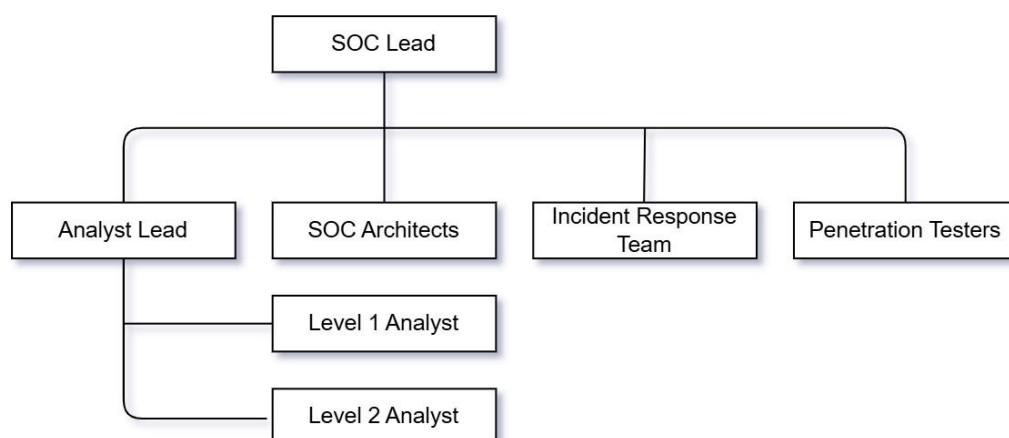 SOC Lead
Analyst Lead
SOC Architects
Incident Response
Team
Penetration Testers
Level 1 Analyst
Level 2 Analyst